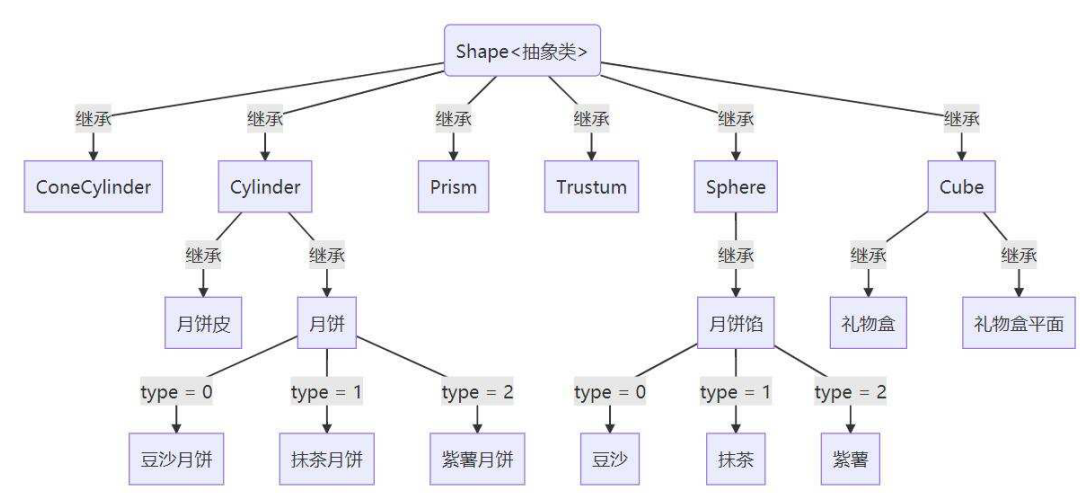 Shape<抽象类>
继承 继承 继承 继承 继承 继承
ConeCylinder Cylinder Prism Trustum Sphere Cube
继承 继承 继承 继承 继承
月饼皮 月饼 月饼馅 礼物盒 礼物盒平面
type = 0 type = 1 type = 2 type = 0 type = 1 type = 2
豆沙月饼 抹茶月饼 紫薯月饼 豆沙 抹茶 紫薯